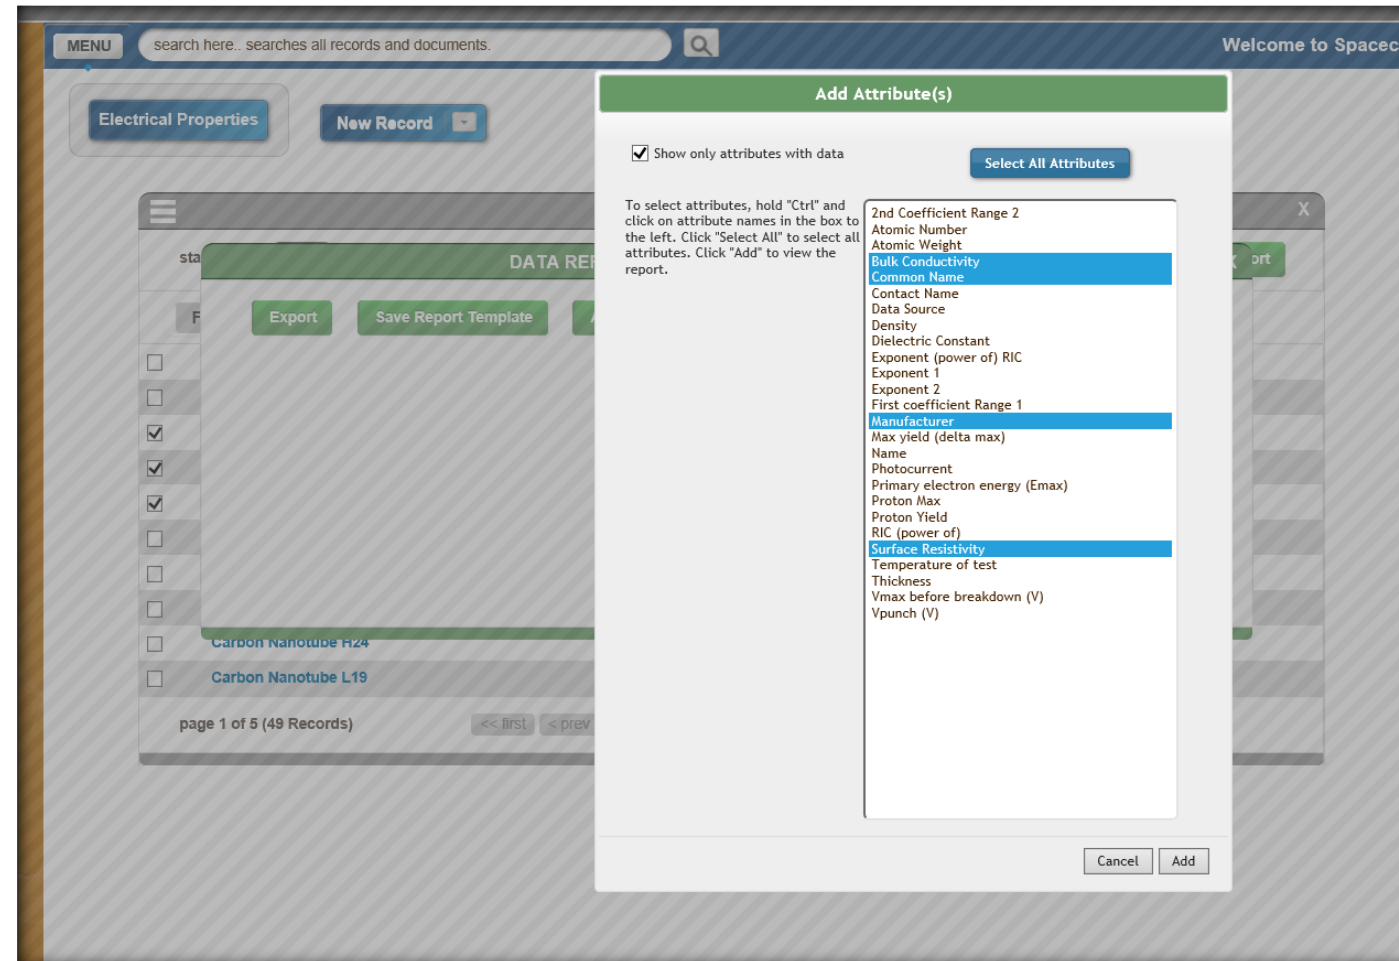 MENU
search here.. searches all records and documents.
Welcome to Spacec
Add Attribute(s)
Electrical Properties
New Record
Show only attributes with data
Select All Attributes
To select attributes, hold "Ctrl" and
click on attribute names in the box to
the left. Click "Select All" to select all
attributes. Click "Add" to view the
report.
2nd Coefficient Range 2
Atomic Number
Atomic Weight
Bulk Conductivity
Common Name
Contact Name
Data Source
Density
Dielectric Constant
Exponent (power of) RIC
Exponent 1
Exponent 2
First coefficient Range 1
Manufacturer
Max yield (delta max)
Name
Photocurrent
Primary electron energy (Emax)
Proton Max
Proton Yield
RIC (power of)
Surface Resistivity
Temperature of test
Thickness
Vmax before breakdown (V)
Vpunch (V)
X
sta
DATA RE
ort
F
Export
Save Report Template
Carbon Nanotube H24
Carbon Nanotube L19
page 1 of 5 (49 Records)
<< first
< prev
Cancel
Add